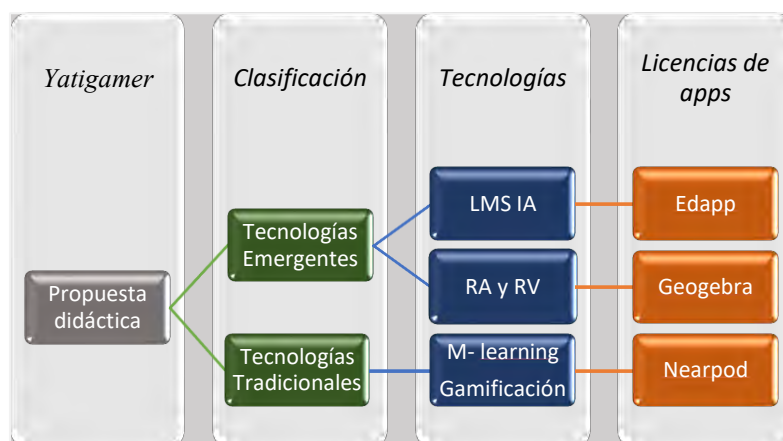 Yatigamer
Clasificación
Tecnologías
Licencias de
apps
Propuesta
didáctica
Tecnologías
Emergentes
Tecnologías
Tradicionales
LMS IA
RA y RV
M- learning
Gamificación
Edapp
Geogebra
Nearpod